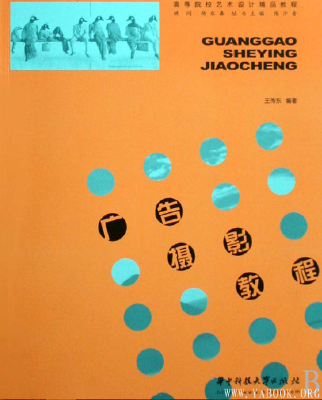 高等院校艺术设计精品教程
GUANGGAO
SHEYING
JIAOCHENG
王传东 编著
广告
摄影
教程
华中科技大学出版社
WWW.YABOOK.ORG